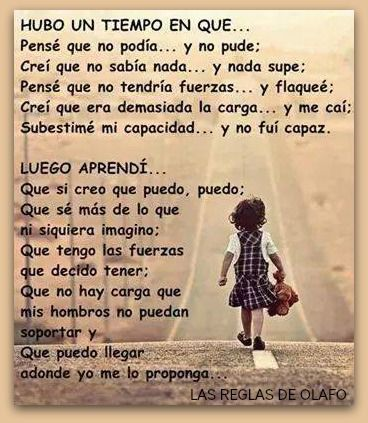 HUBO UN TIEMPO EN QUE...
Pensé que no podía... y no pude;
Creí que no sabía nada... y nada supe;
Pensé que no tendría fuerzas... y flaqueé;
Creí que era demasiada la carga... y me caí;
Subestimé mi capacidad... y no fuí capaz.
LUEGO APRENDÍ...
Que si creo que puedo, puedo;
Que sé más de lo que
ni siquiera imagino;
Que tengo las fuerzas
que decido tener;
Que no hay carga que
mis hombros no puedan
soportar y
Que puedo llegar
adonde yo me lo proponga...
LAS REGLAS DE OLAFO